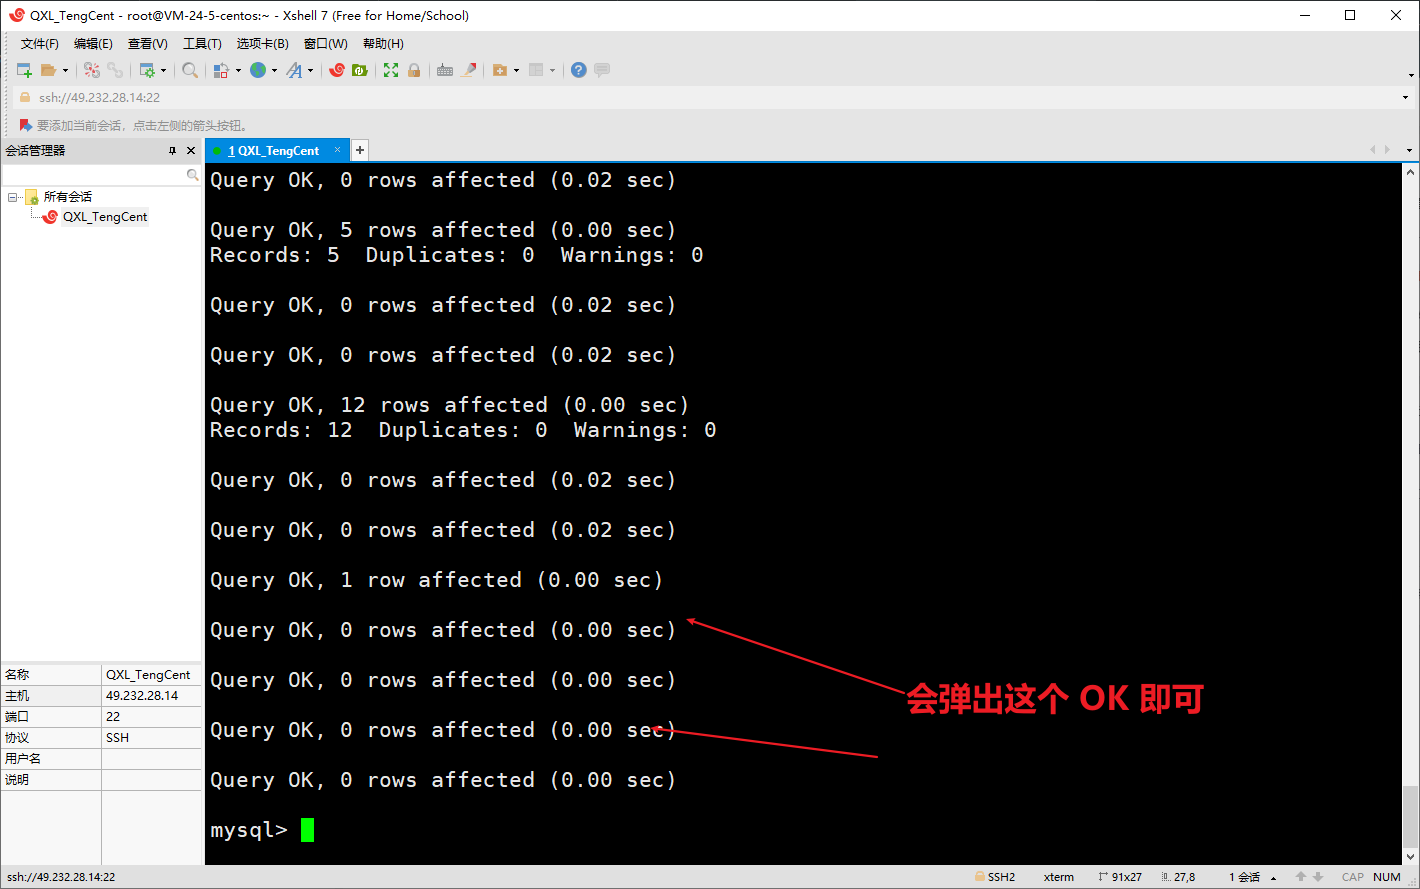 QXL_TengCent - root@VM-24-5-centos:~ - Xshell 7 (Free for Home/School)
文件(F) 编辑(E) 查看(V) 工具(T) 选项卡(B) 窗口(W) 帮助(H)
ssh://49.232.28.14:22
要添加当前会话，点击左侧的箭头按钮。
会话管理器
1 QXL_TengCent
所有会话
QXL_TengCent
Query OK, 0 rows affected (0.02 sec)
Query OK, 5 rows affected (0.00 sec)
Records: 5  Duplicates: 0  Warnings: 0
Query OK, 0 rows affected (0.02 sec)
Query OK, 0 rows affected (0.02 sec)
Query OK, 12 rows affected (0.00 sec)
Records: 12  Duplicates: 0  Warnings: 0
Query OK, 0 rows affected (0.02 sec)
Query OK, 0 rows affected (0.02 sec)
Query OK, 1 row affected (0.00 sec)
Query OK, 0 rows affected (0.00 sec)
Query OK, 0 rows affected (0.00 sec)
会弹出这个 OK 即可
Query OK, 0 rows affected (0.00 sec)
Query OK, 0 rows affected (0.00 sec)
mysql>
名称 QXL_TengCent
主机 49.232.28.14
端口 22
协议 SSH
用户名
说明
ssh://49.232.28.14:22 SSH2 xterm 91x27 27,8 1 会话 CAP NUM